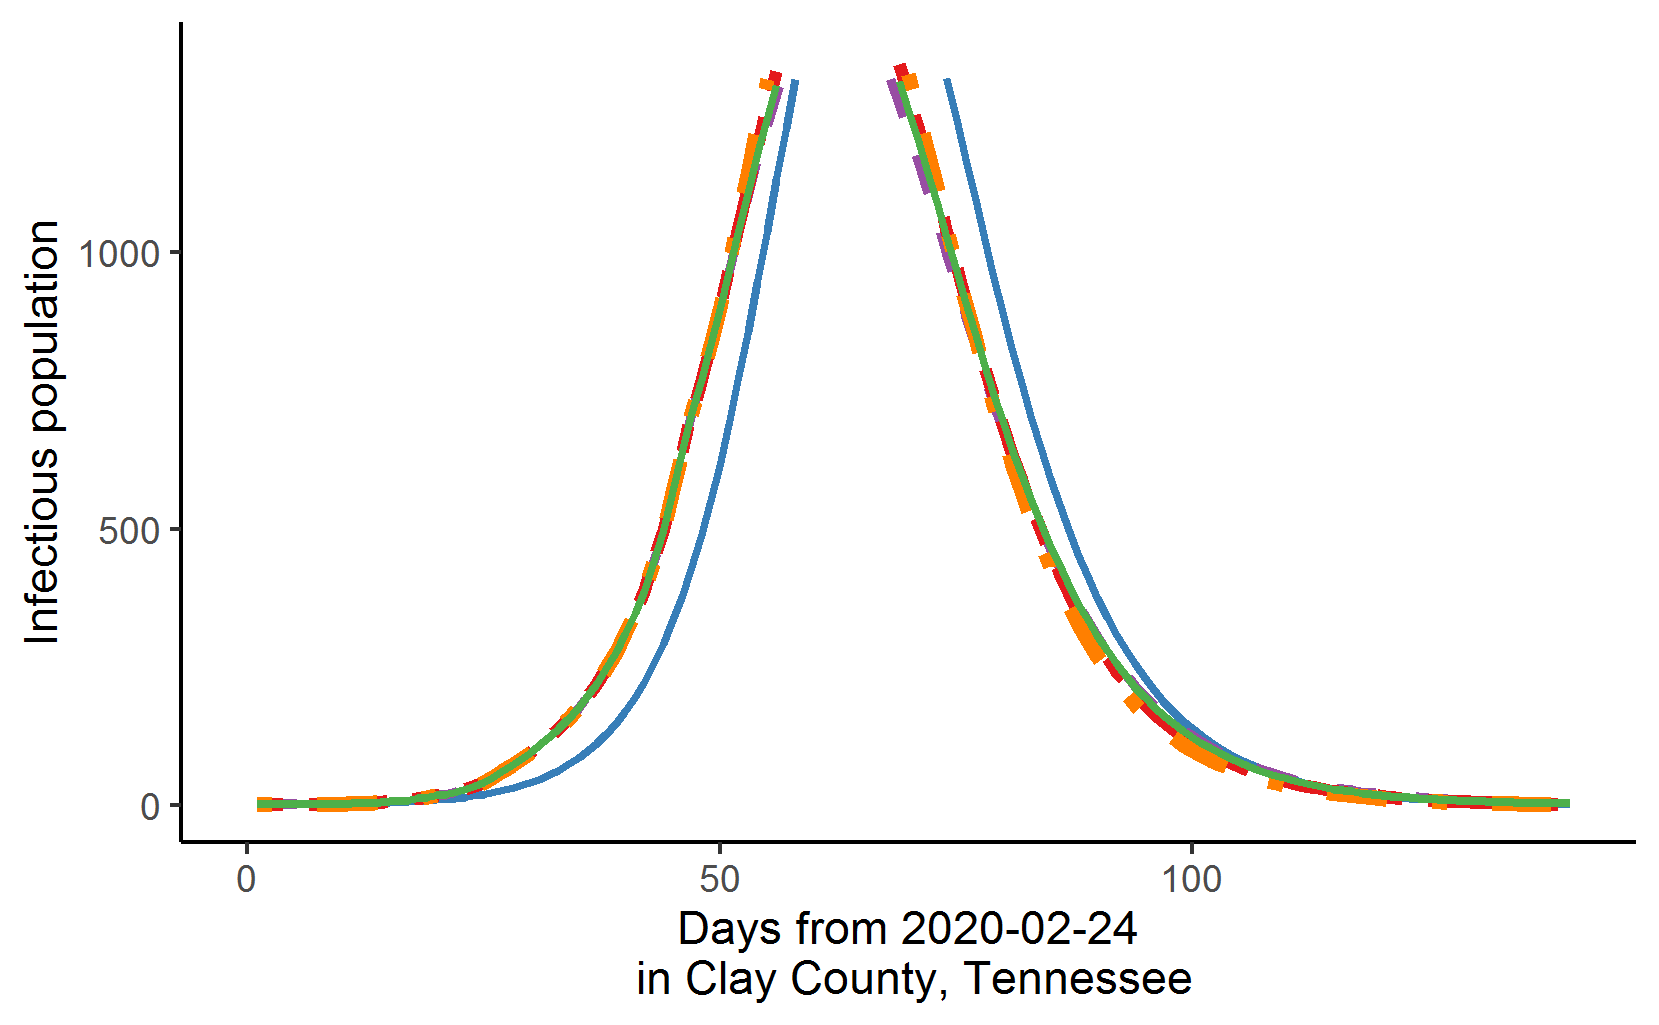 Infectious population
1000
500
0
0
50
100
Days from 2020-02-24
in Clay County, Tennessee